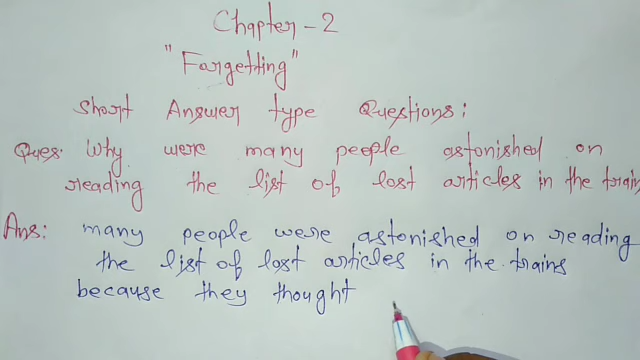 Chapter - 2
"Fargetting"
Short Answer type Questions:
Ques: Why were many people astonished on
reading the list of lost articles in the train
Ans: many people were astonished on reading
the list of lost articles in the trains
because they thought